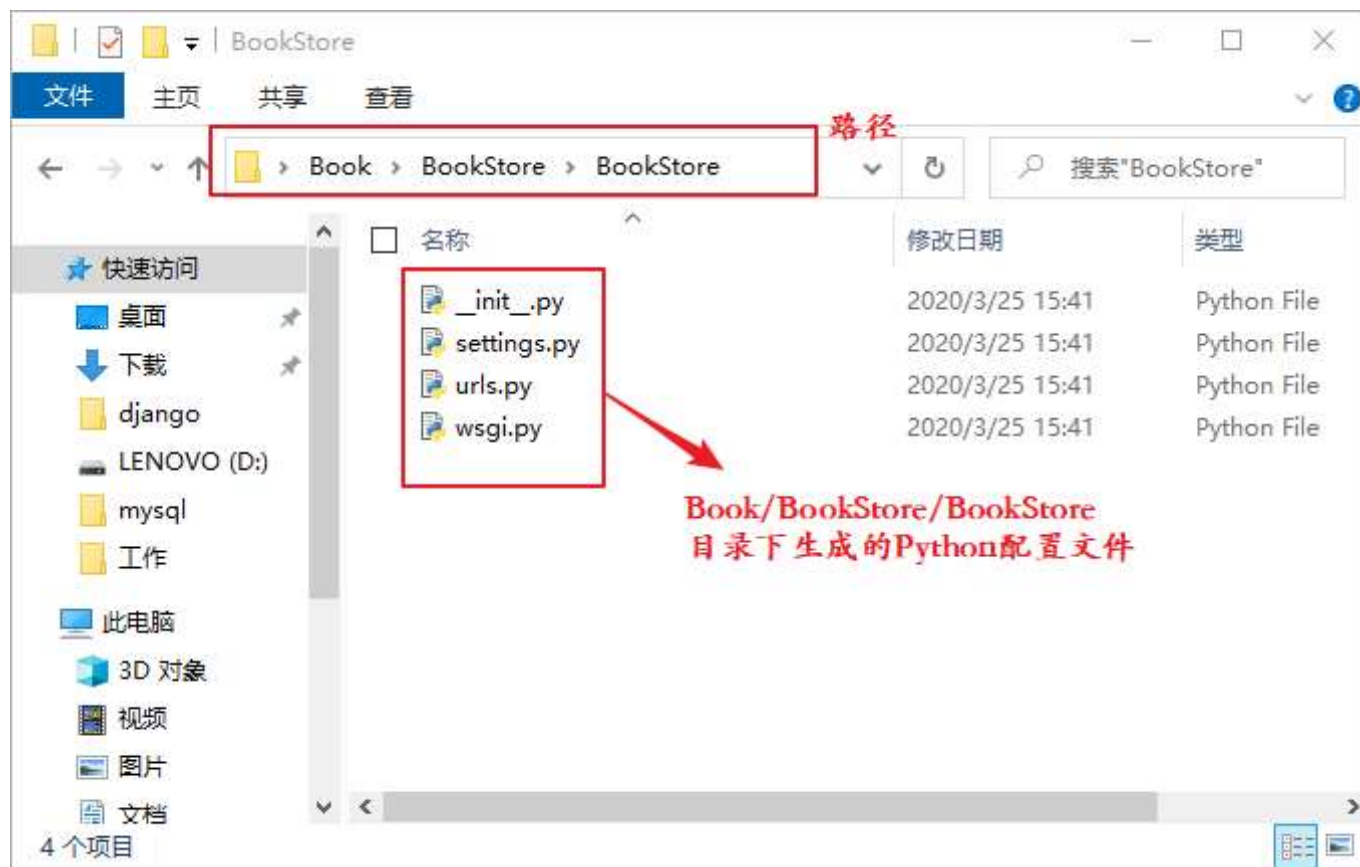 BookStore
文件 主页 共享 查看
路径
Book > BookStore > BookStore 搜索"BookStore"
名称 修改日期 类型
快速访问
桌面
下载
django
LENOVO (D:)
mysql
工作
此电脑
3D 对象
视频
图片
文档
__init__.py 2020/3/25 15:41 Python File
settings.py 2020/3/25 15:41 Python File
urls.py 2020/3/25 15:41 Python File
wsgi.py 2020/3/25 15:41 Python File
Book/BookStore/BookStore
目录下生成的Python配置文件
4 个项目